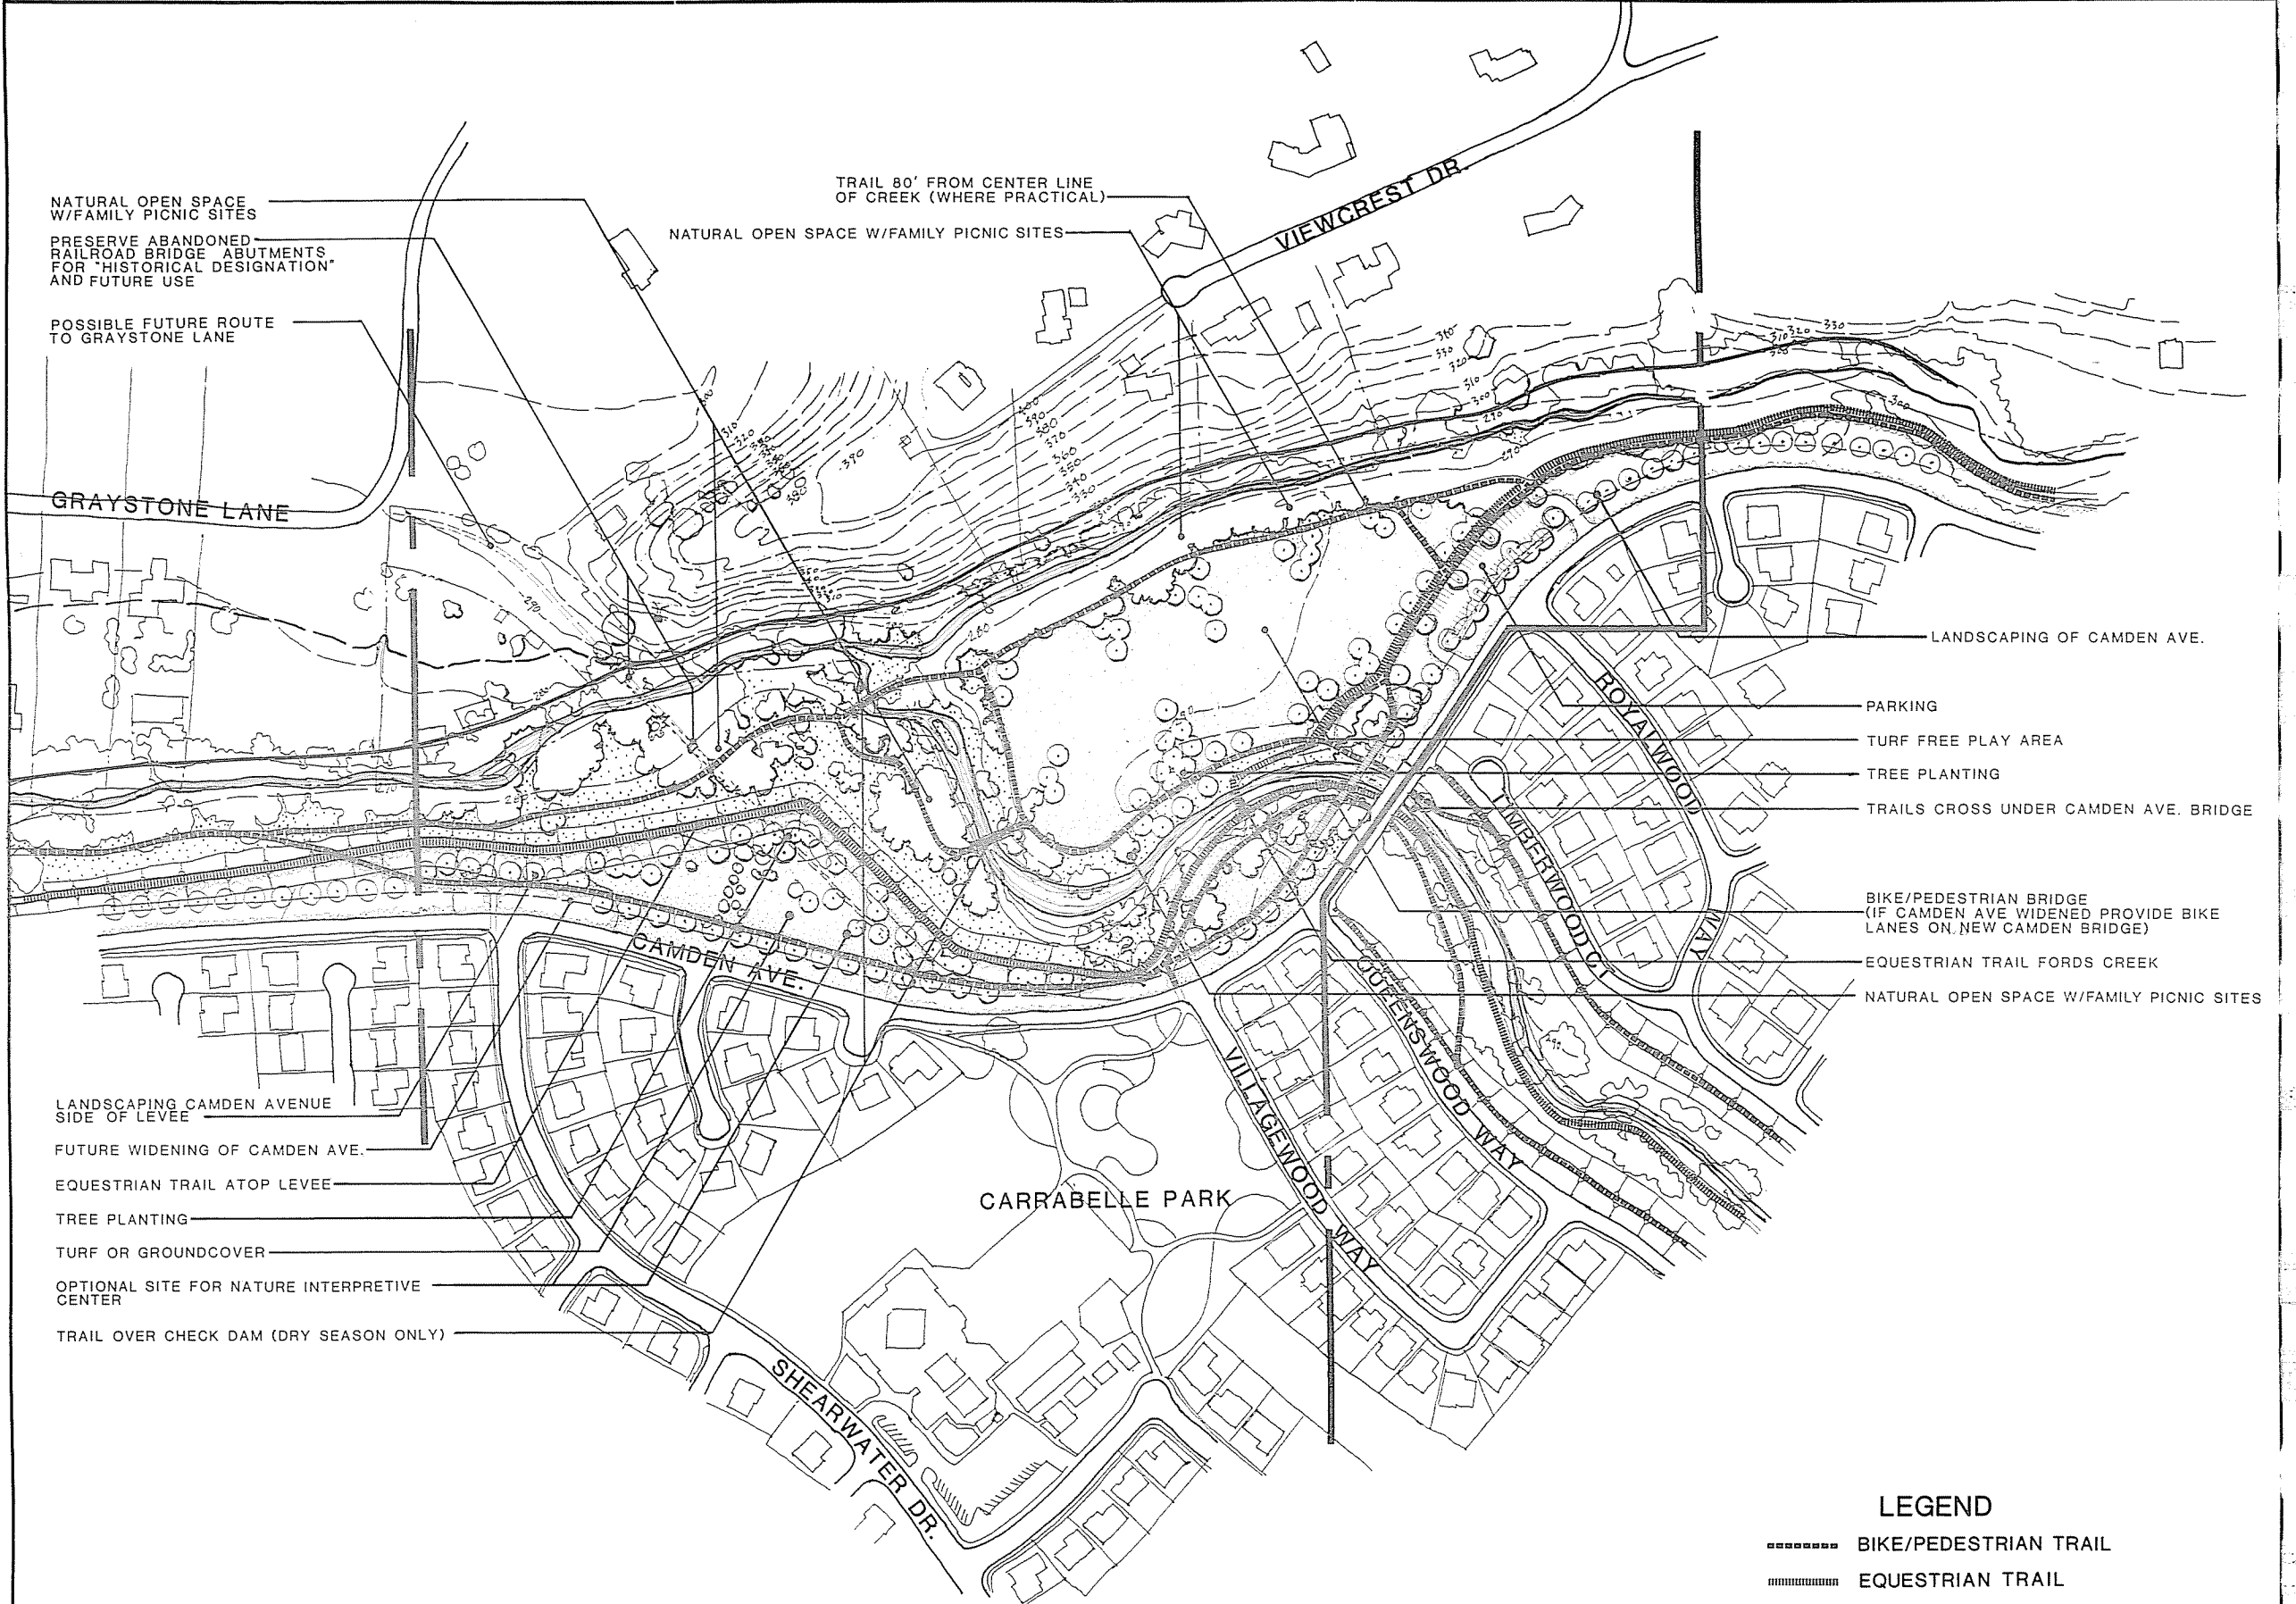 NATURAL OPEN SPACE
W/FAMILY PICNIC SITES
PRESERVE ABANDONED
RAILROAD BRIDGE ABUTMENTS
FOR "HISTORICAL DESIGNATION"
AND FUTURE USE
POSSIBLE FUTURE ROUTE
TO GRAYSTONE LANE
TRAIL 80' FROM CENTER LINE
OF CREEK (WHERE PRACTICAL)
NATURAL OPEN SPACE W/FAMILY PICNIC SITES
VIEWCREST DR.
GRAYSTONE LANE
LANDSCAPING OF CAMDEN AVE.
PARKING
TURF FREE PLAY AREA
TREE PLANTING
TRAILS CROSS UNDER CAMDEN AVE. BRIDGE
BIKE/PEDESTRIAN BRIDGE
(IF CAMDEN AVE WIDENED PROVIDE BIKE
LANES ON NEW CAMDEN BRIDGE)
EQUESTRIAN TRAIL FORDS CREEK
NATURAL OPEN SPACE W/FAMILY PICNIC SITES
ROYALWOOD
WAY
TIMBERWOOD CT
QUEENSWOOD WAY
VILLAGEWOOD WAY
CAMDEN AVE.
CARRABELLE PARK
SHEARWATER DR.
LANDSCAPING CAMDEN AVENUE
SIDE OF LEVEE
FUTURE WIDENING OF CAMDEN AVE.
EQUESTRIAN TRAIL ATOP LEVEE
TREE PLANTING
TURF OR GROUNDCOVER
OPTIONAL SITE FOR NATURE INTERPRETIVE
CENTER
TRAIL OVER CHECK DAM (DRY SEASON ONLY)
LEGEND
BIKE/PEDESTRIAN TRAIL
EQUESTRIAN TRAIL